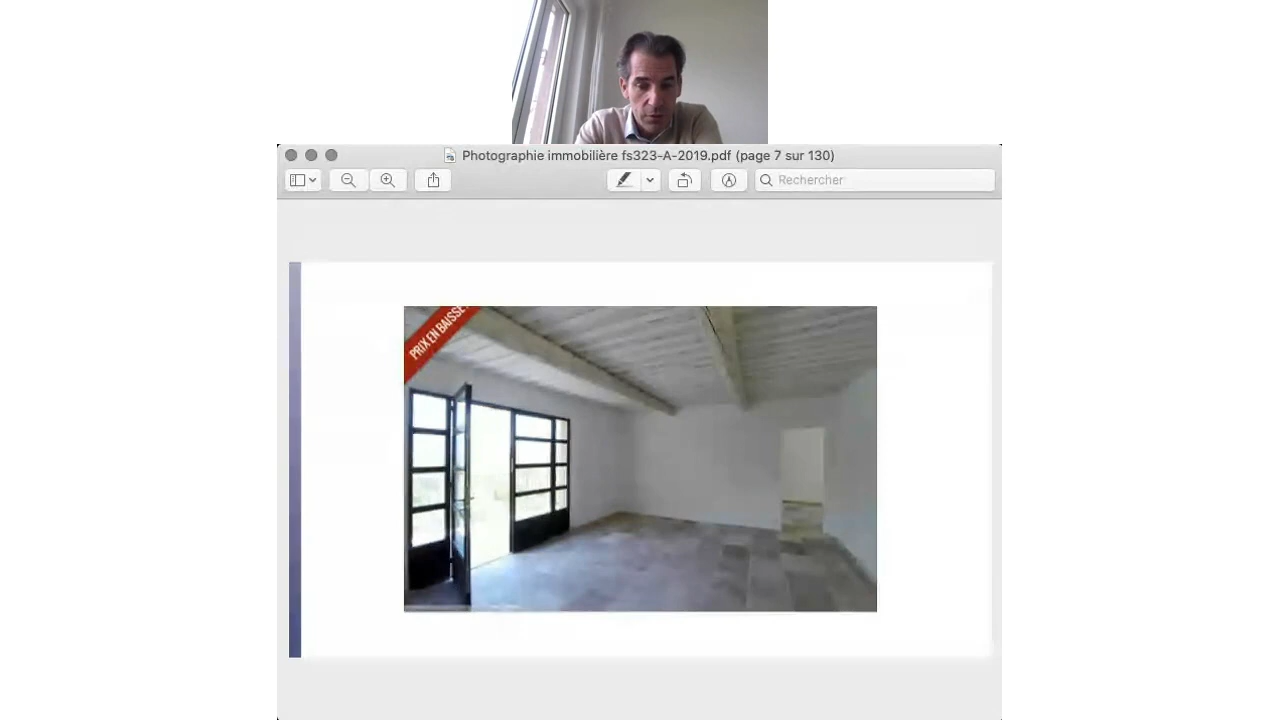 Photographie immobilière fs323-A-2019.pdf (page 7 sur 130)
Rechercher
PRIX EN BAISSE